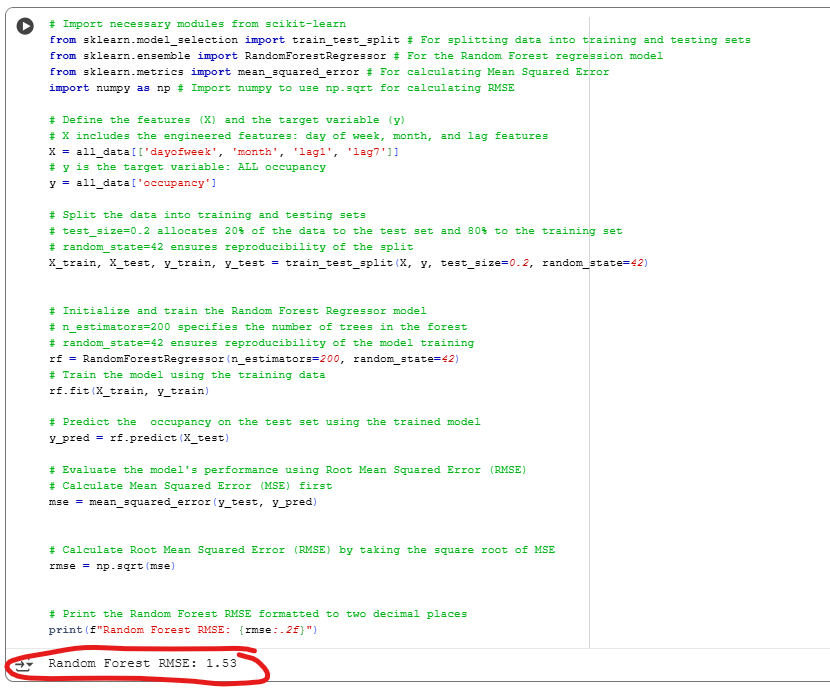 # Import necessary modules from scikit-learn
from sklearn.model_selection import train_test_split # For splitting data into training and testing sets
from sklearn.ensemble import RandomForestRegressor # For the Random Forest regression model
from sklearn.metrics import mean_squared_error # For calculating Mean Squared Error
import numpy as np # Import numpy to use np.sqrt for calculating RMSE
# Define the features (X) and the target variable (y)
# X includes the engineered features: day of week, month, and lag features
X = all_data[['dayofweek', 'month', 'lag1', 'lag7']]
# y is the target variable: ALL occupancy
y = all_data['occupancy']
# Split the data into training and testing sets
# test_size=0.2 allocates 20% of the data to the test set and 80% to the training set
# random_state=42 ensures reproducibility of the split
X_train, X_test, y_train, y_test = train_test_split(X, y, test_size=0.2, random_state=42)
# Initialize and train the Random Forest Regressor model
# n_estimators=200 specifies the number of trees in the forest
# random_state=42 ensures reproducibility of the model training
rf = RandomForestRegressor(n_estimators=200, random_state=42)
# Train the model using the training data
rf.fit(X_train, y_train)
# Predict the  occupancy on the test set using the trained model
y_pred = rf.predict(X_test)
# Evaluate the model's performance using Root Mean Squared Error (RMSE)
# Calculate Mean Squared Error (MSE) first
mse = mean_squared_error(y_test, y_pred)
# Calculate Root Mean Squared Error (RMSE) by taking the square root of MSE
rmse = np.sqrt(mse)
# Print the Random Forest RMSE formatted to two decimal places
print(f"Random Forest RMSE: {rmse:.2f}")
Random Forest RMSE: 1.53